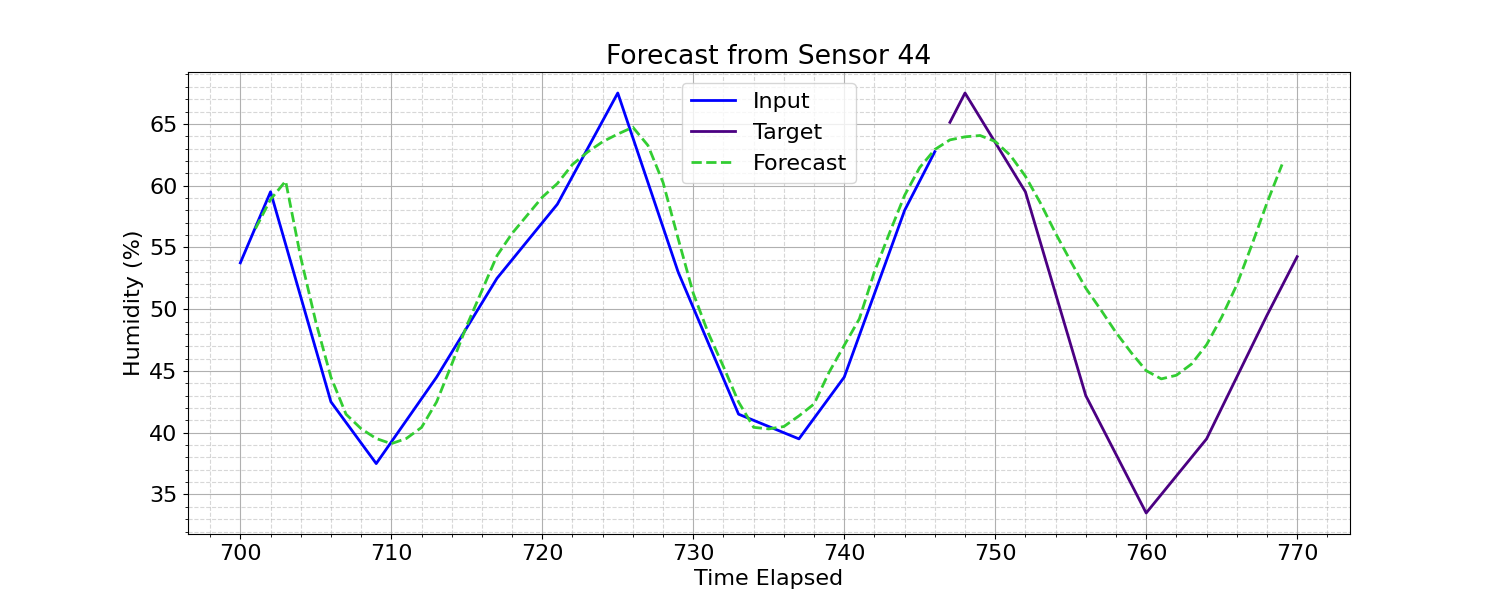 Forecast from Sensor 44
Input
Target
Forecast
Humidity (%)
65
60
55
50
45
40
35
700 710 720 730 740 750 760 770
Time Elapsed